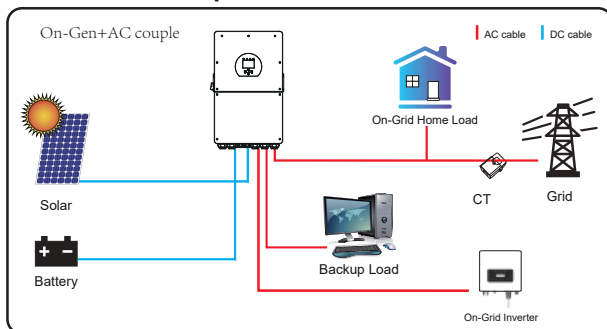 On-Gen+AC couple
AC cable
DC cable
On-Grid Home Load
CT
Grid
Solar
Backup Load
Battery
On-Grid Inverter